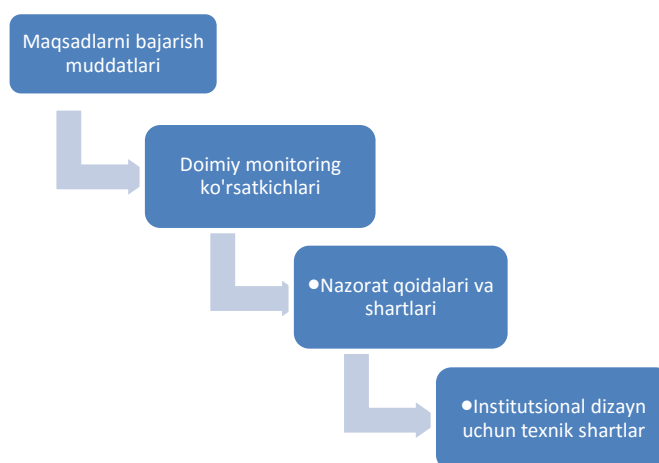 Maqsadlarni bajarish
muddatlari
Doimiy monitoring
ko'rsatkichlari
•Nazorat qoidalari va
shartlari
•Institutsional dizayn
uchun texnik shartlar